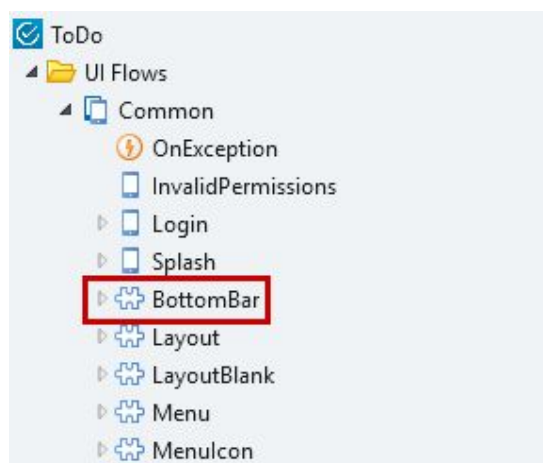 ToDo
UI Flows
Common
OnException
InvalidPermissions
Login
Splash
BottomBar
Layout
LayoutBlank
Menu
MenuIcon